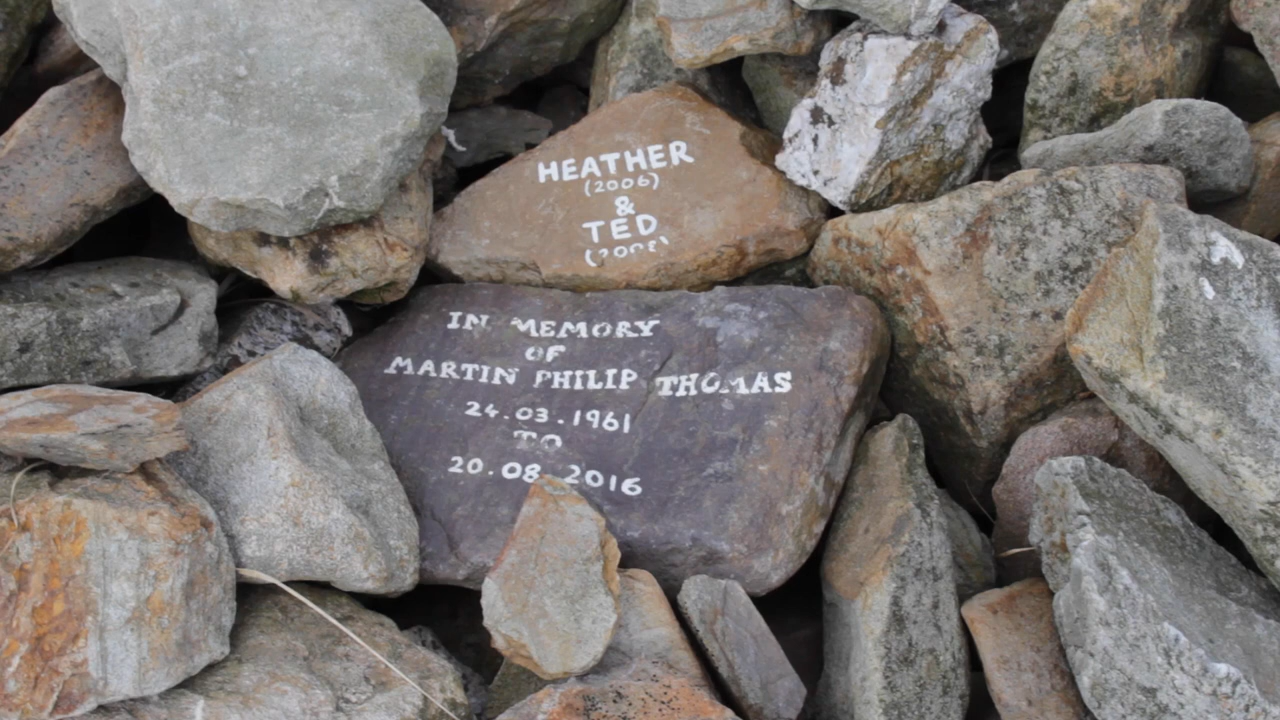 HEATHER
(2006)
&
TED
IN MEMORY
OF
MARTIN PHILIP THOMAS
24.03.1961
TO
20.08.2016